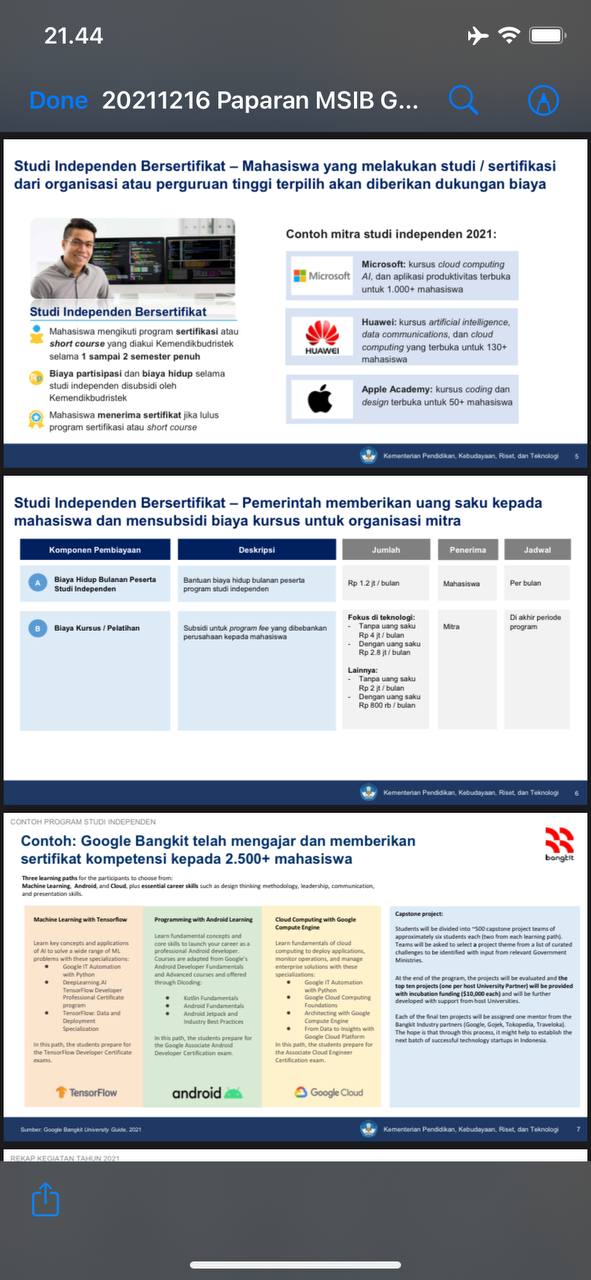 21.44
Done 20211216 Paparan MSIB G...
Studi Independen Bersertifikat – Mahasiswa yang melakukan studi / sertifikasi
dari organisasi atau perguruan tinggi terpilih akan diberikan dukungan biaya
Studi Independen Bersertifikat
Mahasiswa mengikuti program sertifikasi atau
short course yang diakui Kemendikbudristek
selama 1 sampai 2 semester penuh
Biaya partisipasi dan biaya hidup selama
studi independen disubsidi oleh
Kemendikbudristek
Mahasiswa menerima sertifikat jika lulus
program sertifikasi atau short course
Contoh mitra studi independen 2021:
Microsoft
Microsoft: kursus cloud computing
AI, dan aplikasi produktivitas terbuka
untuk 1.000+ mahasiswa
HUAWEI
Huawei: kursus artificial intelligence,
data communications, dan cloud
computing yang terbuka untuk 130+
mahasiswa
Apple Academy: kursus coding dan
design terbuka untuk 50+ mahasiswa
Kementerian Pendidikan, Kebudayaan, Riset, dan Teknologi 5
Studi Independen Bersertifikat – Pemerintah memberikan uang saku kepada
mahasiswa dan mensubsidi biaya kursus untuk organisasi mitra
Komponen Pembiayaan Deskripsi Jumlah Penerima Jadwal
A
Biaya Hidup Bulanan Peserta
Studi Independen
Bantuan biaya hidup bulanan peserta
program studi independen
Rp 1.2 jt / bulan
Mahasiswa
Per bulan
B
Biaya Kursus / Pelatihan
Subsidi untuk program fee yang dibebankan
perusahaan kepada mahasiswa
Fokus di teknologi:
- Tanpa uang saku
Rp 4 jt / bulan
- Dengan uang saku
Rp 2.8 jt / bulan
Lainnya:
- Tanpa uang saku
Rp 2 jt / bulan
- Dengan uang saku
Rp 800 rb / bulan
Mitra
Di akhir periode
program
Kementerian Pendidikan, Kebudayaan, Riset, dan Teknologi 6
CONTOH PROGRAM STUDI INDEPENDEN
Contoh: Google Bangkit telah mengajar dan memberikan
sertifikat kompetensi kepada 2.500+ mahasiswa
bangkit
Three learning paths for the participants to choose from:
Machine Learning, Android, and Cloud, plus essential career skills such as design thinking methodology, leadership, communication,
and presentation skills.
Machine Learning with Tensorflow
Learn key concepts and applications
of AI to solve a wide range of ML
problems with these specializations:
● Google IT Automation
with Python
● DeepLearning.AI
TensorFlow Developer
Professional Certificate
program
● TensorFlow: Data and
Deployment
Specialization
In this path, the students prepare for
the TensorFlow Developer Certificate
exams.
TensorFlow
Programming with Android Learning
Learn fundamental concepts and
core skills to launch your career as a
professional Android developer.
Courses are adapted from Google's
Android Developer Fundamentals
and Advanced courses and offered
through Dicoding:
● Kotlin Fundamentals
● Android Fundamentals
● Android Jetpack and
Industry Best Practices
In this path, the students prepare for
the Google Associate Android
Developer Certification exam.
android
Cloud Computing with Google
Compute Engine
Learn fundamentals of cloud
computing to deploy applications,
monitor operations, and manage
enterprise solutions with these
specializations:
● Google IT Automation
with Python
● Google Cloud Computing
Foundations
● Architecting with Google
Compute Engine
● From Data to Insights with
Google Cloud Platform
In this path, the students prepare for
the Associate Cloud Engineer
Certification exam.
Google Cloud
Capstone project:
Students will be divided into ~500 capstone project teams of
approximately six students each (two from each learning path).
Teams will be asked to select a project theme from a list of curated
challenges to be identified with input from relevant Government
Ministries.
At the end of the program, the projects will be evaluated and the
top ten projects (one per host University Partner) will be provided
with incubation funding ($10,000 each) and will be further
developed with support from host Universities.
Each of the final ten projects will be assigned one mentor from the
Bangkit Industry partners (Google, Gojek, Tokopedia, Traveloka).
The hope is that through this process, it might help to establish the
next batch of successful technology startups in Indonesia.
Sumber: Google Bangkit University Guide, 2021
Kementerian Pendidikan, Kebudayaan, Riset, dan Teknologi 7
REKAP KEGIATAN TAHUN 2021